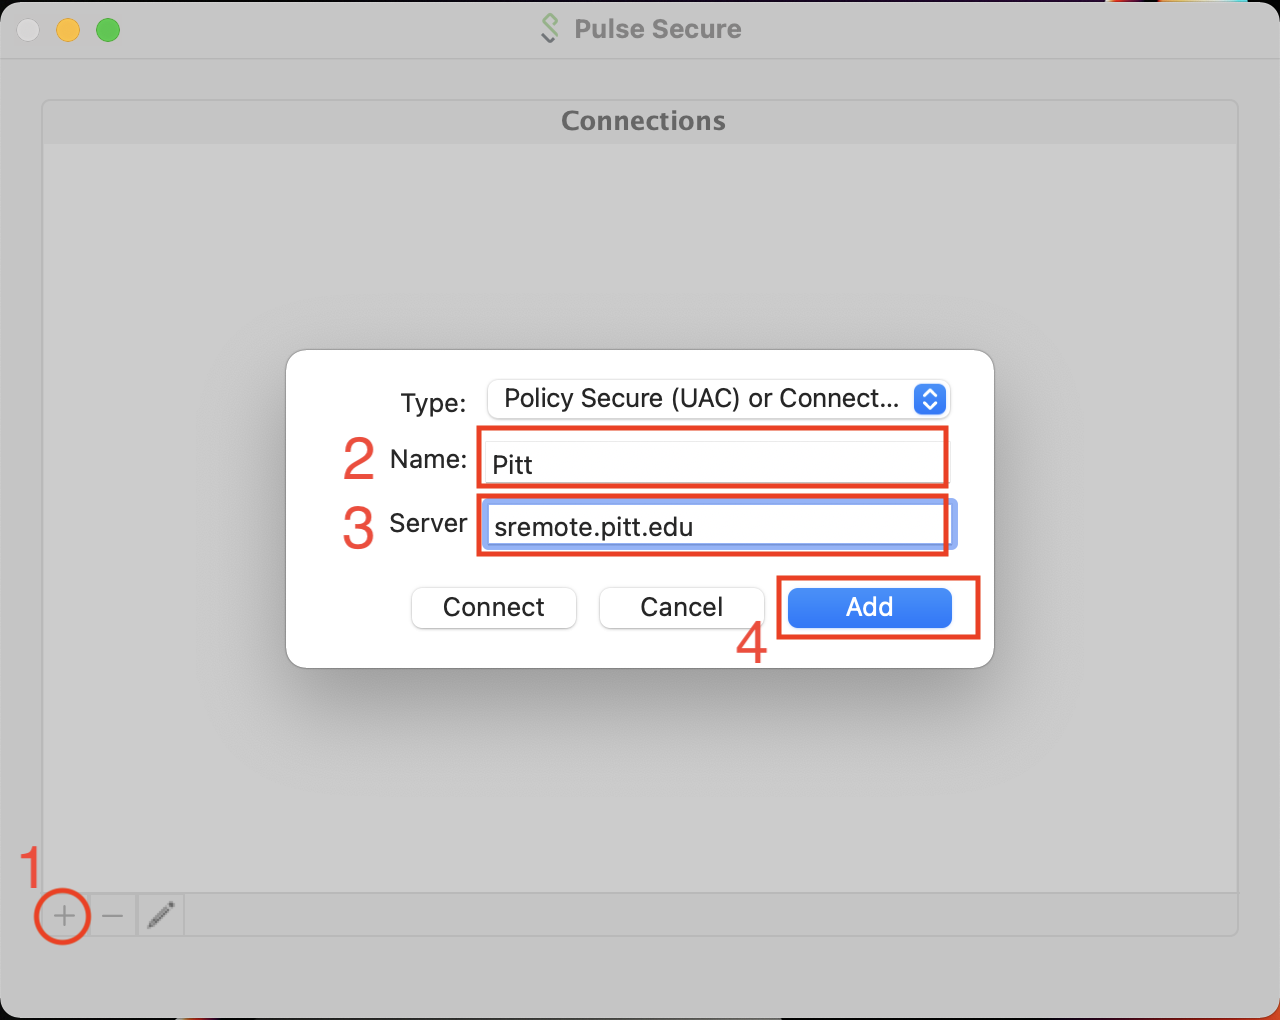 Pulse Secure
Connections
Type: Policy Secure (UAC) or Connect...
2 Name: Pitt
3 Server sremote.pitt.edu
Connect Cancel Add
4
1